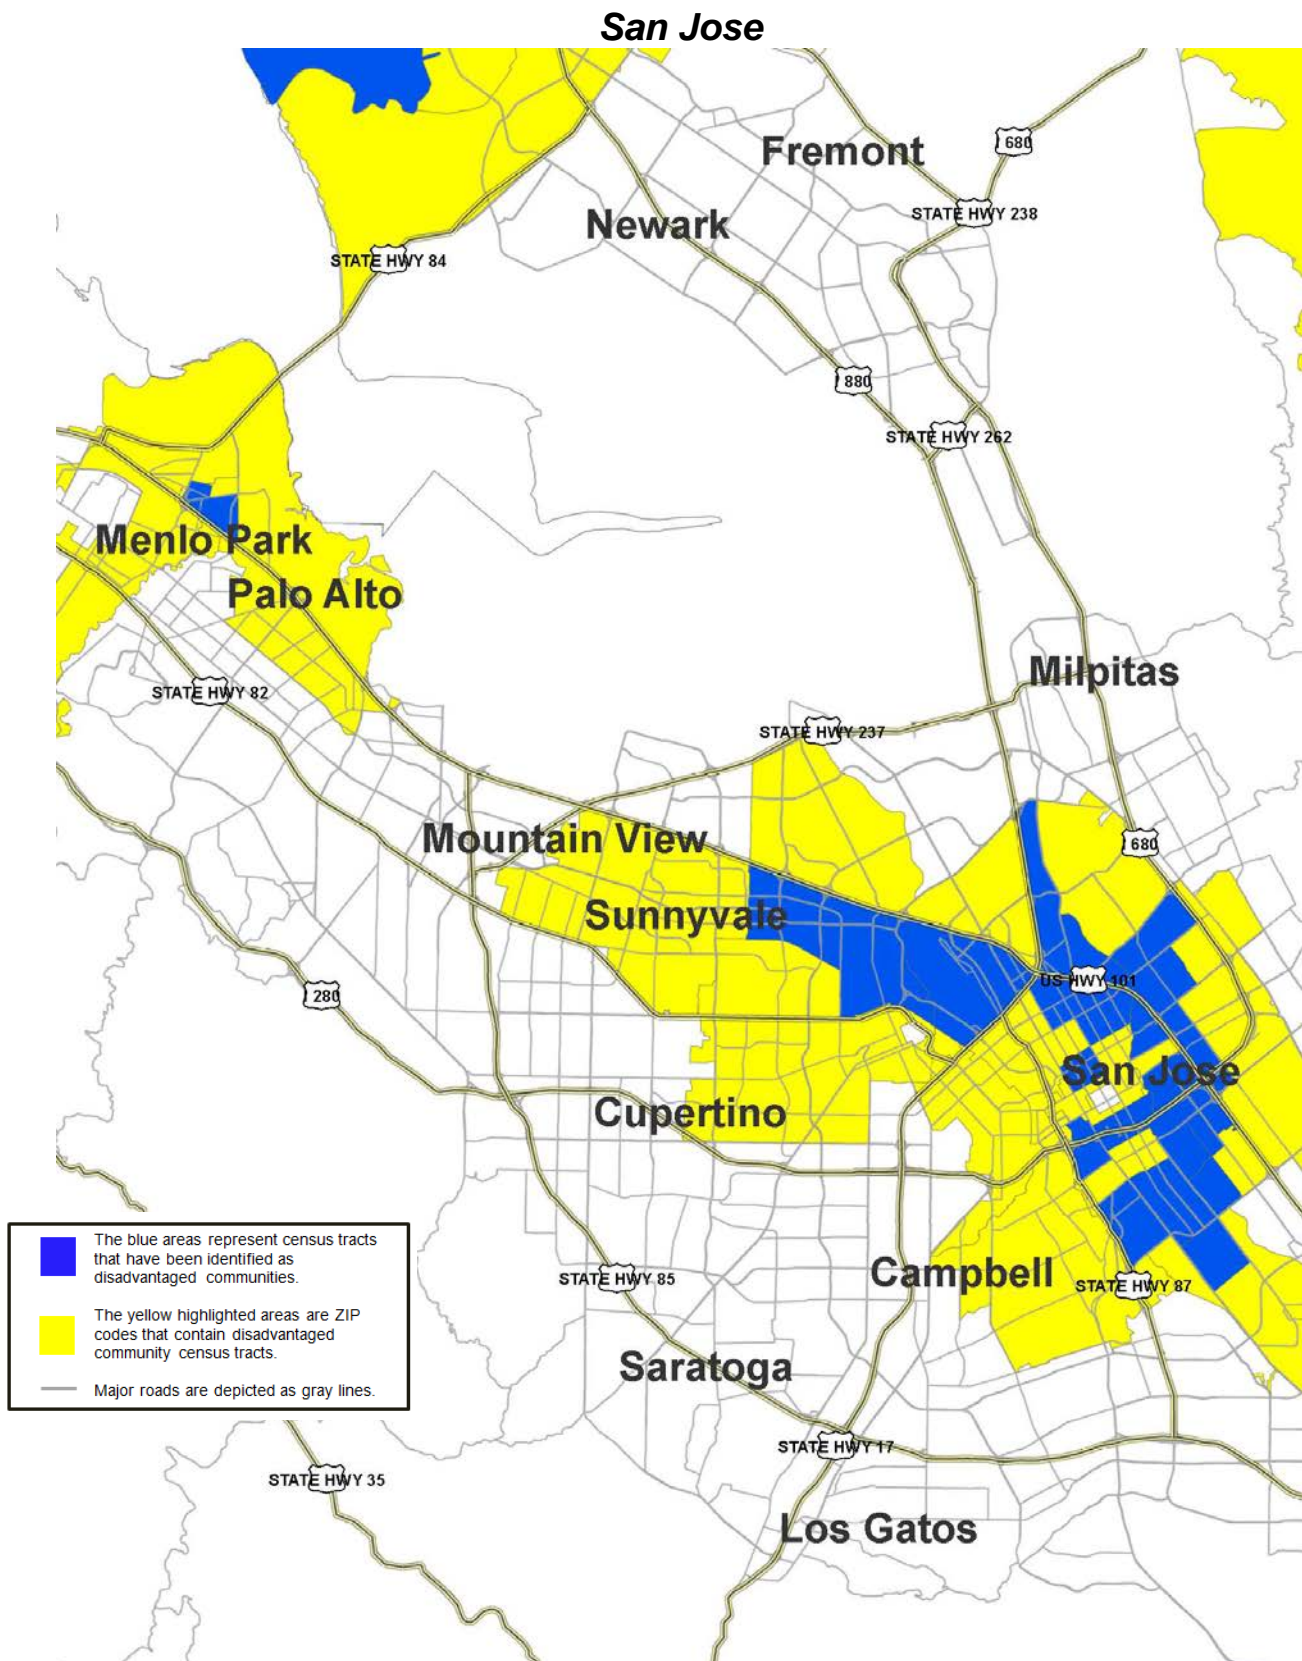 San Jose
Fremont
680
STATE HWY 238
Newark
STATE HWY 84
880
STATE HWY 262
Menlo Park
Palo Alto
Milpitas
STATE HWY 82
STATE HWY 237
Mountain View
680
Sunnyvale
280
US HWY 101
San Jose
Cupertino
The blue areas represent census tracts
that have been identified as
disadvantaged communities.
Campbell
STATE HWY 85
STATE HWY 87
The yellow highlighted areas are ZIP
codes that contain disadvantaged
community census tracts.
Saratoga
Major roads are depicted as gray lines.
STATE HWY 17
STATE HWY 35
Los Gatos